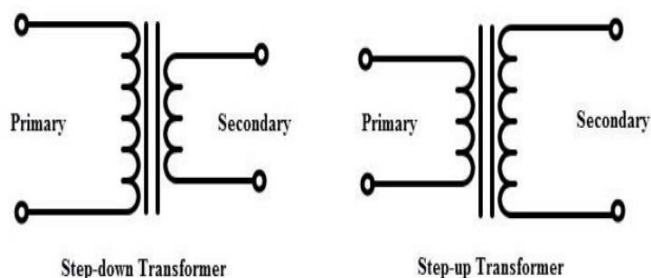 Primary
Secondary
Step-down Transformer
Primary
Secondary
Step-up Transformer